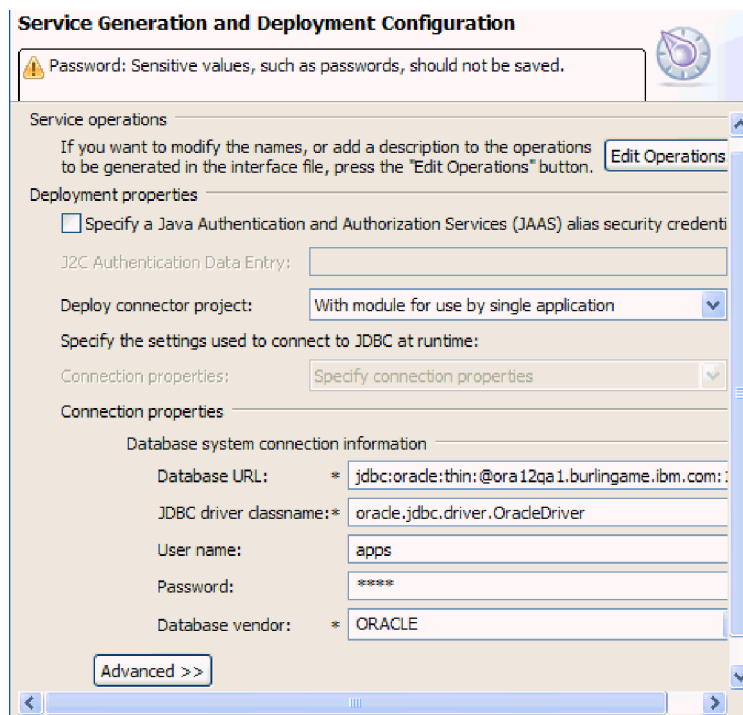 Service Generation and Deployment Configuration
Password: Sensitive values, such as passwords, should not be saved.
Service operations
If you want to modify the names, or add a description to the operations
to be generated in the interface file, press the "Edit Operations" button.
Edit Operations
Deployment properties
Specify a Java Authentication and Authorization Services (JAAS) alias security credenti
J2C Authentication Data Entry:
Deploy connector project: With module for use by single application
Specify the settings used to connect to JDBC at runtime:
Connection properties: Specify connection properties
Connection properties
Database system connection information
Database URL: * jdbc:oracle:thin:@ora12qa1.burlingame.ibm.com:
JDBC driver classname:* oracle.jdbc.driver.OracleDriver
User name: apps
Password: ****
Database vendor: * ORACLE
Advanced >>